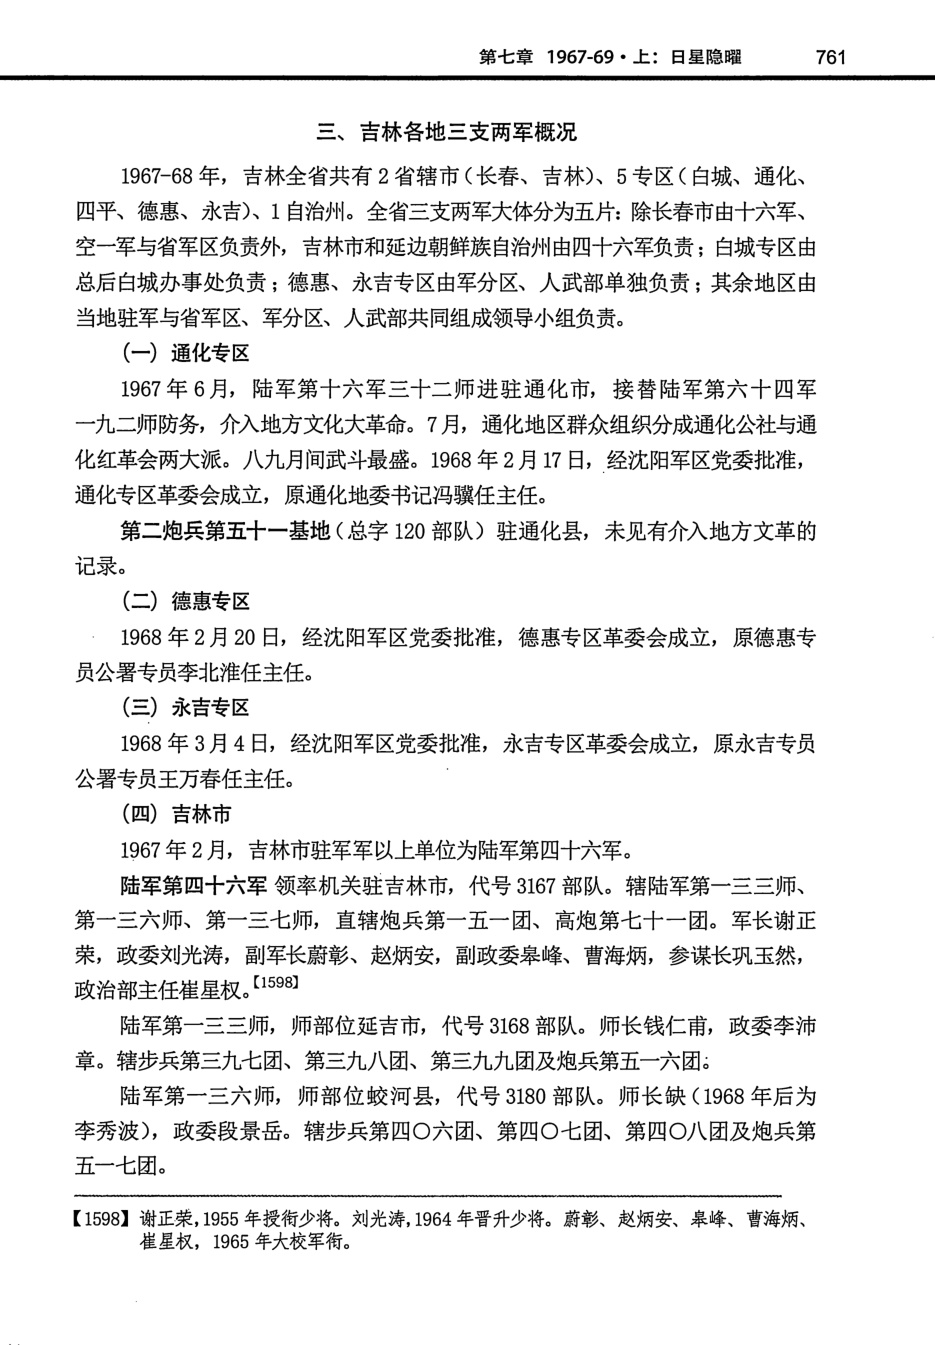 第七章 1967-69·上：日星隐曜 761
三、吉林各地三支两军概况
1967-68 年，吉林全省共有 2 省辖市（长春、吉林）、5 专区（白城、通化、
四平、德惠、永吉）、1 自治州。全省三支两军大体分为五片：除长春市由十六军、
空一军与省军区负责外，吉林市和延边朝鲜族自治州由四十六军负责；白城专区由
总后白城办事处负责；德惠、永吉专区由军分区、人武部单独负责；其余地区由
当地驻军与省军区、军分区、人武部共同组成领导小组负责。
（一）通化专区
1967 年 6 月，陆军第十六军三十二师进驻通化市，接替陆军第六十四军
一九二师防务，介入地方文化大革命。7 月，通化地区群众组织分成通化公社与通
化红革会两大派。八九月间武斗最盛。1968 年 2 月 17 日，经沈阳军区党委批准，
通化专区革委会成立，原通化地委书记冯骥任主任。
第二炮兵第五十一基地（总字 120 部队）驻通化县，未见有介入地方文革的
记录。
（二）德惠专区
1968 年 2 月 20 日，经沈阳军区党委批准，德惠专区革委会成立，原德惠专
员公署专员李北淮任主任。
（三）永吉专区
1968 年 3 月 4 日，经沈阳军区党委批准，永吉专区革委会成立，原永吉专员
公署专员王万春任主任。
（四）吉林市
1967 年 2 月，吉林市驻军军以上单位为陆军第四十六军。
陆军第四十六军 领率机关驻吉林市，代号 3167 部队。辖陆军第一三三师、
第一三六师、第一三七师，直辖炮兵第一五一团、高炮第七十一团。军长谢正
荣，政委刘光涛，副军长蔚彰、赵炳安，副政委皋峰、曹海炳，参谋长巩玉然，
政治部主任崔星权。【1598】
陆军第一三三师，师部位延吉市，代号 3168 部队。师长钱仁甫，政委李沛
章。辖步兵第三九七团、第三九八团、第三九九团及炮兵第五一六团。
陆军第一三六师，师部位蛟河县，代号 3180 部队。师长缺（1968 年后为
李秀波），政委段景岳。辖步兵第四〇六团、第四〇七团、第四〇八团及炮兵第
五一七团。
【1598】谢正荣，1955 年授衔少将。刘光涛，1964 年晋升少将。蔚彰、赵炳安、皋峰、曹海炳、
崔星权，1965 年大校军衔。